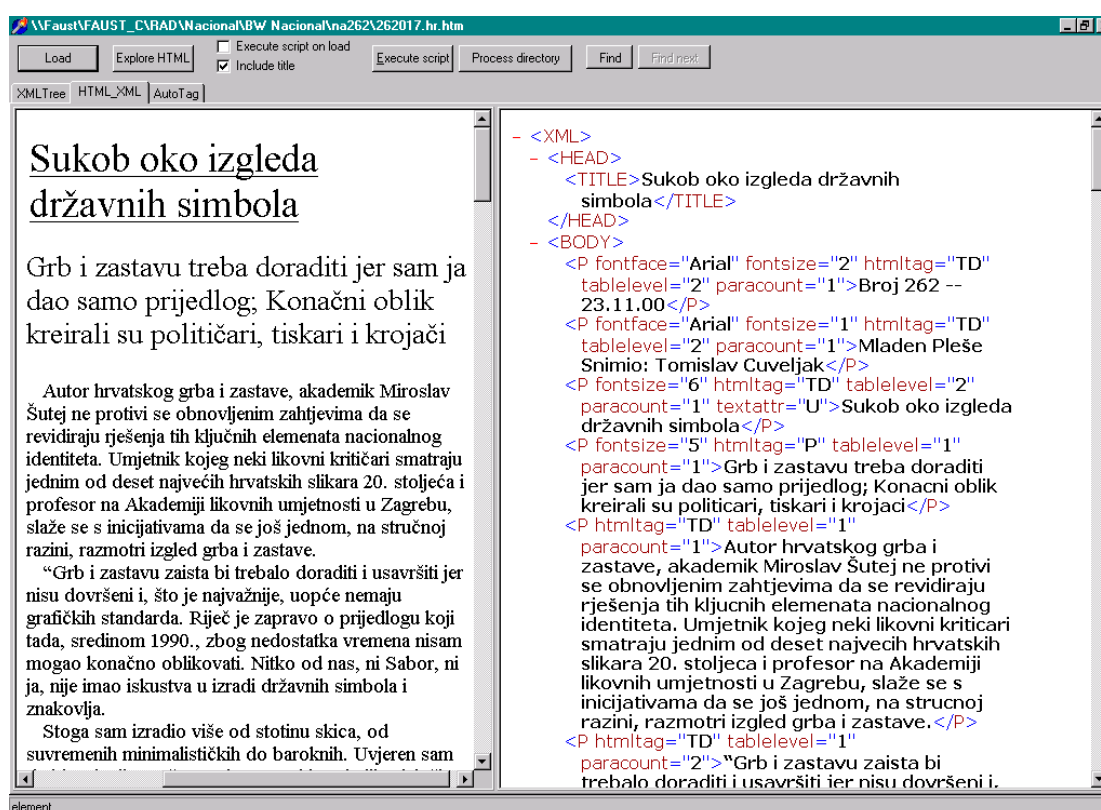 \\Faust\FAUST_C\RAD\Nacional\BW Nacional\na262\262017.hr.htm
Load
Explore HTML
Execute script on load
Include title
Execute script
Process directory
Find
Find next
XMLTree HTML_XML AutoTag
Sukob oko izgleda
državnih simbola
Grb i zastavu treba doraditi jer sam ja
dao samo prijedlog; Konačni oblik
kreirali su političari, tiskari i krojači
Autor hrvatskog grba i zastave, akademik Miroslav
Šutej ne protivi se obnovljenim zahtjevima da se
revidiraju rješenja tih ključnih elemenata nacionalnog
identiteta. Umjetnik kojeg neki likovni kritičari smatraju
jednim od deset najvećih hrvatskih slikara 20. stoljeća i
profesor na Akademiji likovnih umjetnosti u Zagrebu,
slaže se s inicijativama da se još jednom, na stručnoj
razini, razmotri izgled grba i zastave.
“Grb i zastavu zaista bi trebalo doraditi i usavršiti jer
nisu dovršeni i, što je najvažnije, uopće nemaju
grafičkih standarda. Riječ je zapravo o prijedlogu koji
tada, sredinom 1990., zbog nedostatka vremena nisam
mogao konačno oblikovati. Nitko od nas, ni Sabor, ni
ja, nije imao iskustva u izradi državnih simbola i
znakovlja.
Stoga sam izradio više od stotinu skica, od
suvremenih minimalističkih do baroknih. Uvjeren sam
- <XML>
- <HEAD>
<TITLE>Sukob oko izgleda državnih
simbola</TITLE>
</HEAD>
- <BODY>
<P fontface="Arial" fontsize="2" htmltag="TD"
tablelevel="2" paracount="1">Broj 262 --
23.11.00</P>
<P fontface="Arial" fontsize="1" htmltag="TD"
tablelevel="2" paracount="1">Mladen Pleše
Snimio: Tomislav Cuveljak</P>
<P fontsize="6" htmltag="TD" tablelevel="2"
paracount="1" textattr="U">Sukob oko izgleda
državnih simbola</P>
<P fontsize="5" htmltag="P" tablelevel="1"
paracount="1">Grb i zastavu treba doraditi
jer sam ja dao samo prijedlog; Konacni oblik
kreirali su politicari, tiskari i krojaci</P>
<P htmltag="TD" tablelevel="1"
paracount="1">Autor hrvatskog grba i
zastave, akademik Miroslav Šutej ne protivi
se obnovljenim zahtjevima da se revidiraju
rješenja tih kljucnih elemenata nacionalnog
identiteta. Umjetnik kojeg neki likovni kriticari
smatraju jednim od deset najvecih hrvatskih
slikara 20. stoljeca i profesor na Akademiji
likovnih umjetnosti u Zagrebu, slaže se s
inicijativama da se još jednom, na strucnoj
razini, razmotri izgled grba i zastave.</P>
<P htmltag="TD" tablelevel="1"
paracount="2">“Grb i zastavu zaista bi
trebalo doraditi i usavršiti jer nisu dovršeni i,
element